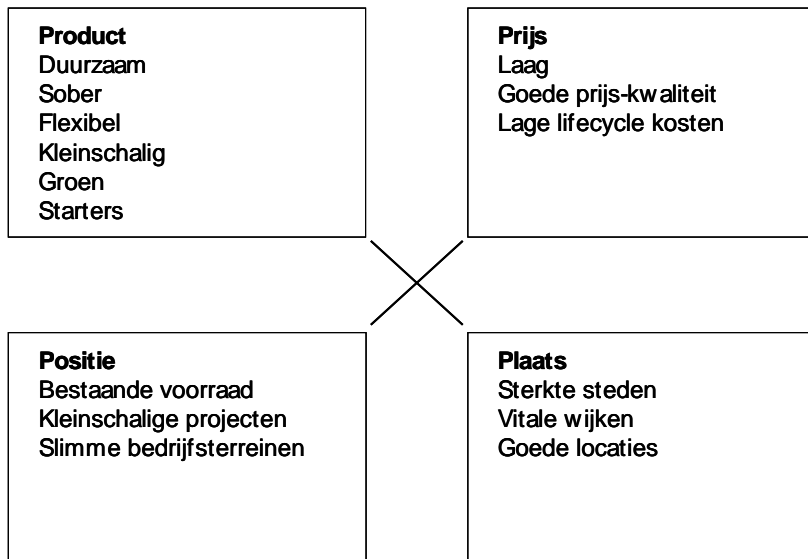 Product
Duurzaam
Sober
Flexibel
Kleinschalig
Groen
Starters
Prijs
Laag
Goede prijs-kwaliteit
Lage lifecycle kosten
Positie
Bestaande voorraad
Kleinschalige projecten
Slimme bedrijfsterreinen
Plaats
Sterkte steden
Vitale wijken
Goede locaties